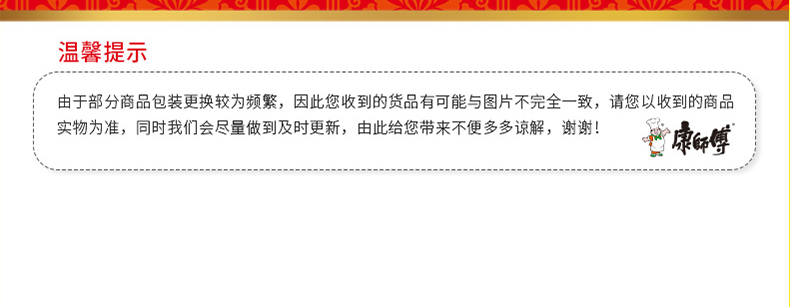 温馨提示
由于部分商品包装更换较为频繁，因此您收到的货品有可能与图片不完全一致，请您以收到的商品
实物为准，同时我们会尽量做到及时更新，由此给您带来不便多多谅解，谢谢！
康師傅